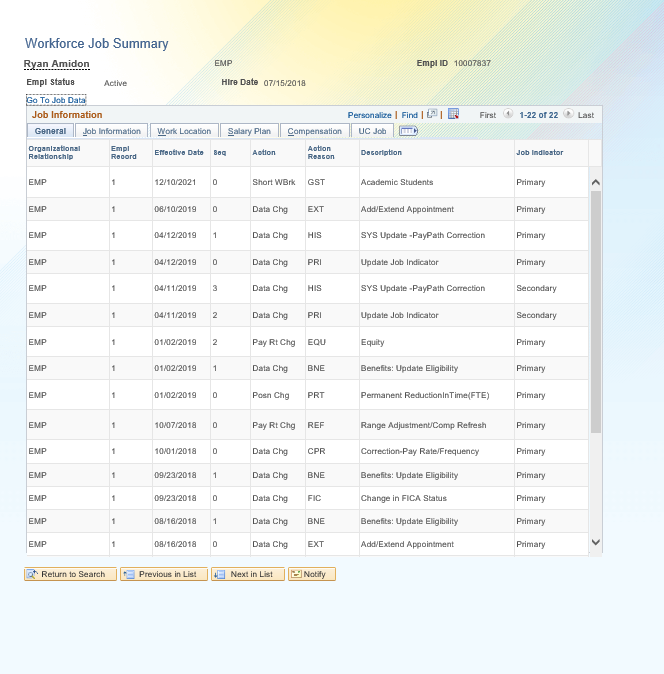 Workforce Job Summary
Ryan Amidon EMP Empl ID 10007837
Empl Status Active Hire Date 07/15/2018
Go To Job Data
Job Information Personalize | Find | | First 1-22 of 22 Last
General Job Information Work Location Salary Plan Compensation UC Job
Organizational Relationship Empl Record Effective Date Seq Action Action Reason Description Job Indicator
EMP 1 12/10/2021 0 Short WBrk GST Academic Students Primary
EMP 1 06/10/2019 0 Data Chg EXT Add/Extend Appointment Primary
EMP 1 04/12/2019 1 Data Chg HIS SYS Update -PayPath Correction Primary
EMP 1 04/12/2019 0 Data Chg PRI Update Job Indicator Primary
EMP 1 04/11/2019 3 Data Chg HIS SYS Update -PayPath Correction Secondary
EMP 1 04/11/2019 2 Data Chg PRI Update Job Indicator Secondary
EMP 1 01/02/2019 2 Pay Rt Chg EQU Equity Primary
EMP 1 01/02/2019 1 Data Chg BNE Benefits: Update Eligibility Primary
EMP 1 01/02/2019 0 Posn Chg PRT Permanent ReductionInTime(FTE) Primary
EMP 1 10/07/2018 0 Pay Rt Chg REF Range Adjustment/Comp Refresh Primary
EMP 1 10/01/2018 0 Data Chg CPR Correction-Pay Rate/Frequency Primary
EMP 1 09/23/2018 1 Data Chg BNE Benefits: Update Eligibility Primary
EMP 1 09/23/2018 0 Data Chg FIC Change in FICA Status Primary
EMP 1 08/16/2018 1 Data Chg BNE Benefits: Update Eligibility Primary
EMP 1 08/16/2018 0 Data Chg EXT Add/Extend Appointment Primary
Return to Search Previous in List Next in List Notify